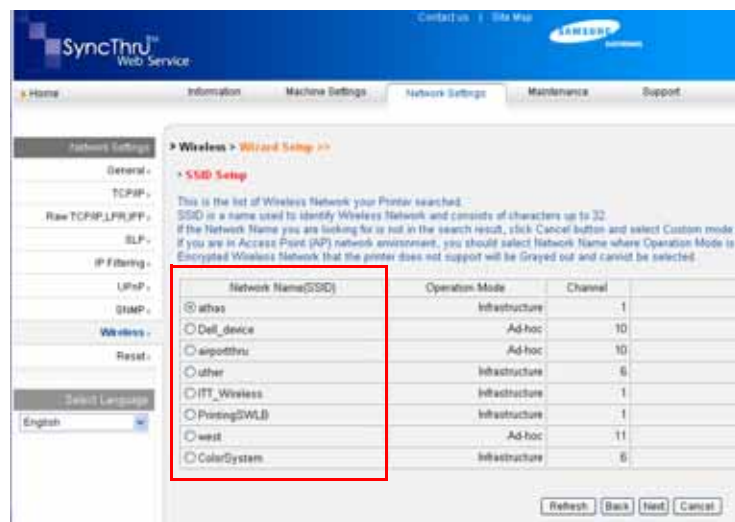 Contact us | Site Map
SAMSUNG
SyncThru™
Web Service
Home
Information
Machine Settings
Network Settings
Maintenance
Support
Network Settings
General
TCP/IP
Raw TCP/IP,LPR,IPP
SLP
IP Filtering
UPnP
SNMP
Wireless
Reset
Select Language
English
Wireless > Wizard Setup >>
SSID Setup
This is the list of Wireless Network your Printer searched.
SSID is a name used to identify Wireless Network and consists of characters up to 32.
If the Network Name you are looking for is not in the search result, click Cancel button and select Custom mode
If you are in Access Point (AP) network environment, you should select Network Name where Operation Mode is
Encrypted Wireless Network that the printer does not support will be Grayed out and cannot be selected.
Network Name(SSID) Operation Mode Channel
athas Infrastructure 1
Dell_device Ad-hoc 10
airportthru Ad-hoc 10
uther Infrastructure 6
ITT_Wireless Infrastructure 1
PrintingSWLB Infrastructure 1
west Ad-hoc 11
ColorSystem Infrastructure 6
Refresh Back Next Cancel